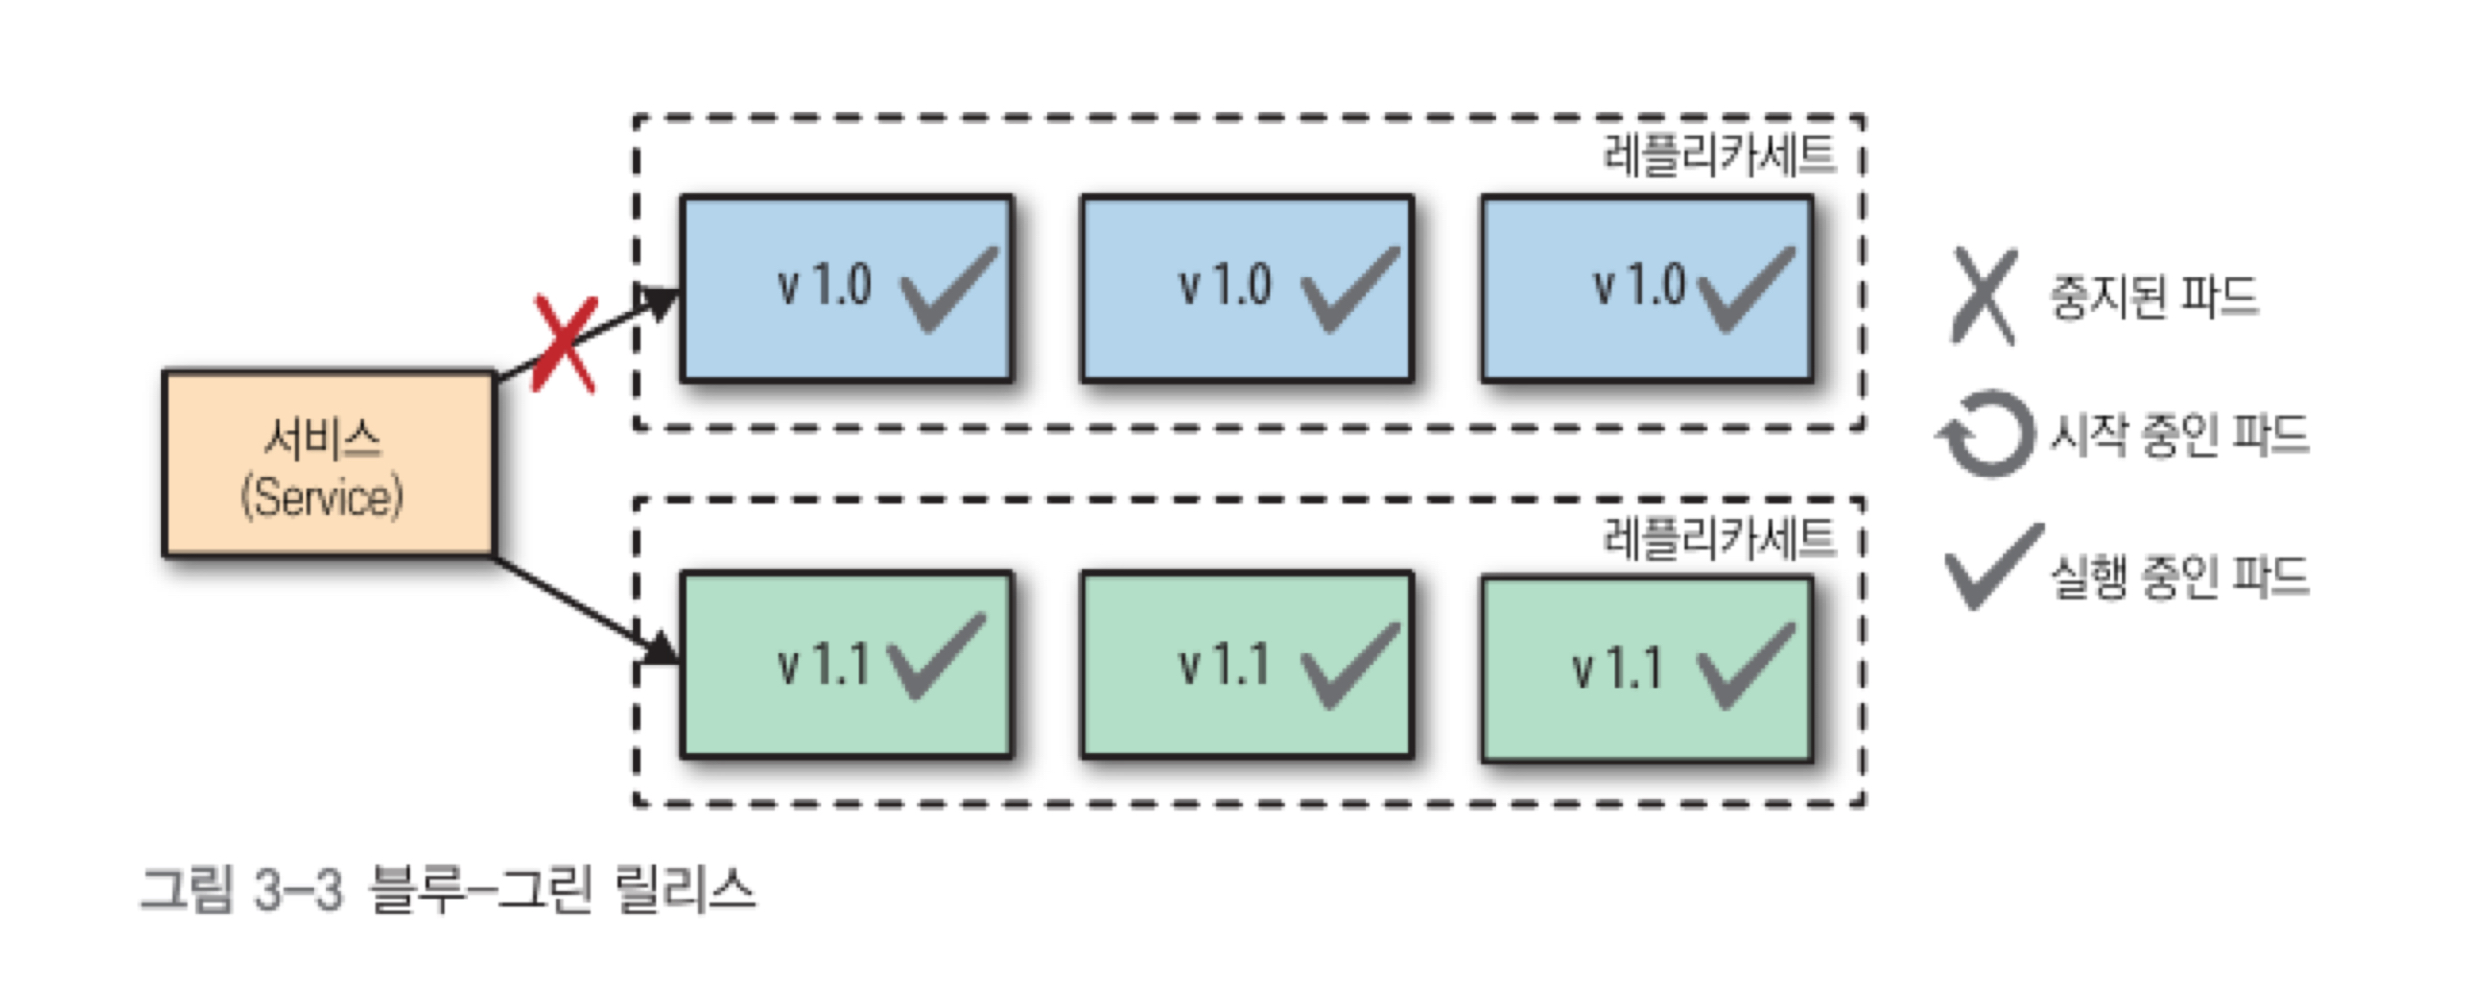 레플리카세트
v 1.0
v 1.0
v 1.0
서비스
(Service)
레플리카세트
v 1.1
v 1.1
v 1.1
중지된 파드
시작 중인 파드
실행 중인 파드
그림 3-3 블루-그린 릴리스